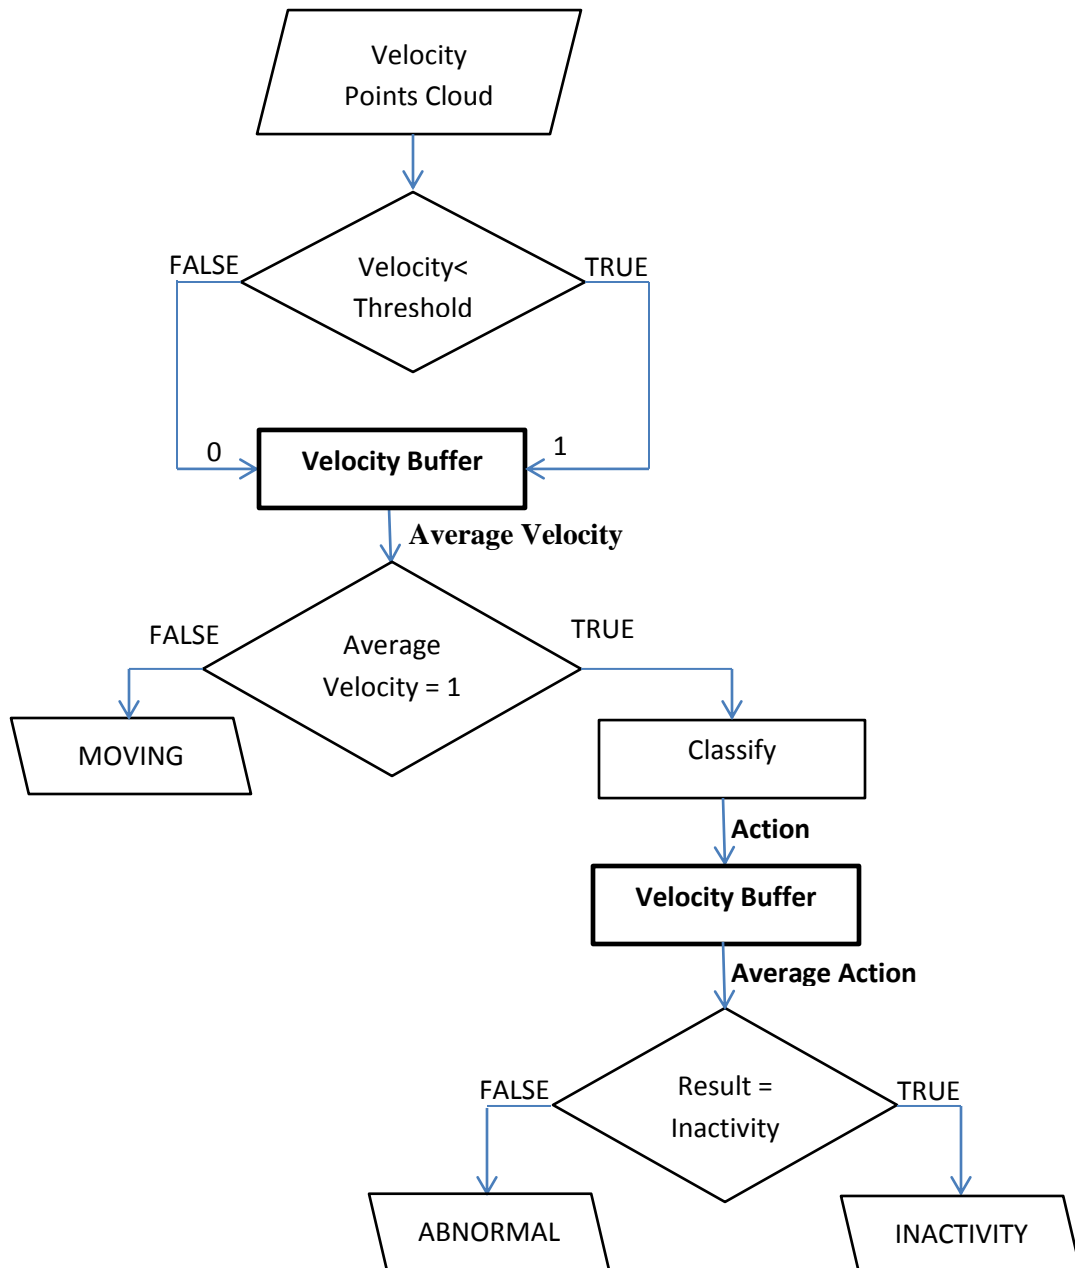 Velocity
Points Cloud
FALSE
TRUE
Velocity<
Threshold
0
1
Velocity Buffer
Average Velocity
FALSE
TRUE
Average
Velocity = 1
MOVING
Classify
Action
Velocity Buffer
Average Action
FALSE
TRUE
Result =
Inactivity
ABNORMAL
INACTIVITY